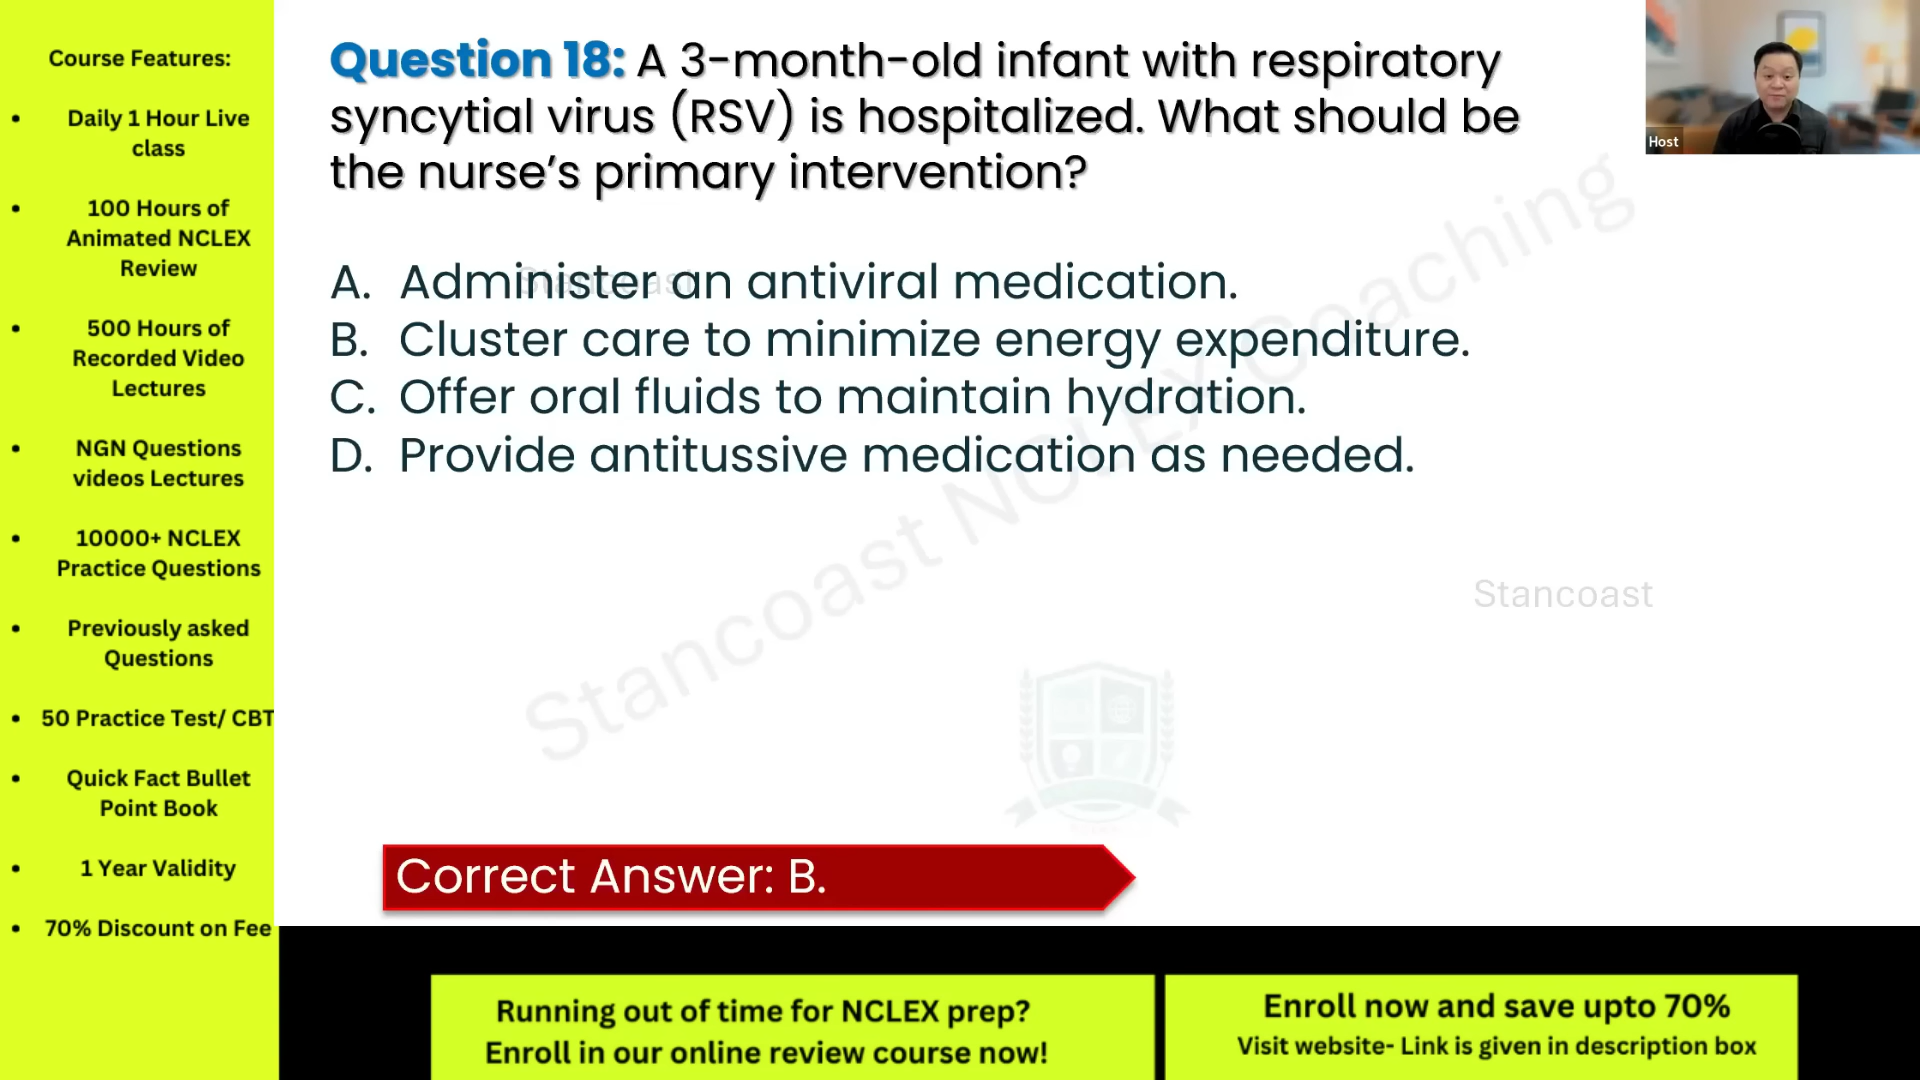 Course Features:
• Daily 1 Hour Live
class
• 100 Hours of
Animated NCLEX
Review
• 500 Hours of
Recorded Video
Lectures
• NGN Questions
videos Lectures
• 10000+ NCLEX
Practice Questions
• Previously asked
Questions
• 50 Practice Test/ CBT
• Quick Fact Bullet
Point Book
• 1 Year Validity
• 70% Discount on Fee
Question 18: A 3-month-old infant with respiratory
syncytial virus (RSV) is hospitalized. What should be
the nurse's primary intervention?
A. Administer an antiviral medication.
B. Cluster care to minimize energy expenditure.
C. Offer oral fluids to maintain hydration.
D. Provide antitussive medication as needed.
Stancoast
Stancoast NCLEX Coaching
Stancoast
Correct Answer: B.
Host
Running out of time for NCLEX prep?
Enroll in our online review course now!
Enroll now and save upto 70%
Visit website- Link is given in description box